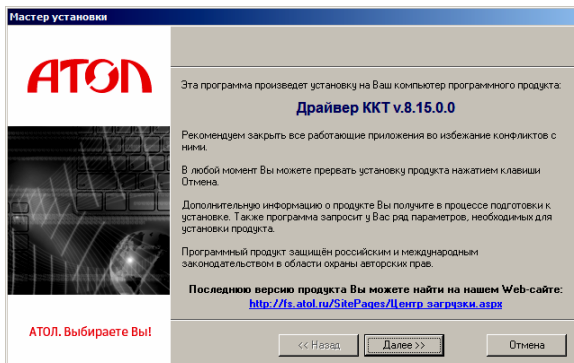 Мастер установки
АТОЛ
Эта программа произведет установку на Ваш компьютер программного продукта:
Драйвер ККТ v.8.15.0.0
Рекомендуем закрыть все работающие приложения во избежание конфликтов с
ними.
В любой момент Вы можете прервать установку продукта нажатием клавиши
Отмена.
Дополнительную информацию о продукте Вы получите в процессе подготовки к
установке. Также программа запросит у Вас ряд параметров, необходимых для
установки продукта.
Программный продукт защищён российским и международным
законодательством в области охраны авторских прав.
Последнюю версию продукта Вы можете найти на нашем Web-сайте:
http://fs.atol.ru/SitePages/Центр загрузки.aspx
АТОЛ. Выбираете Вы!
<< Назад
Далее >>
Отмена